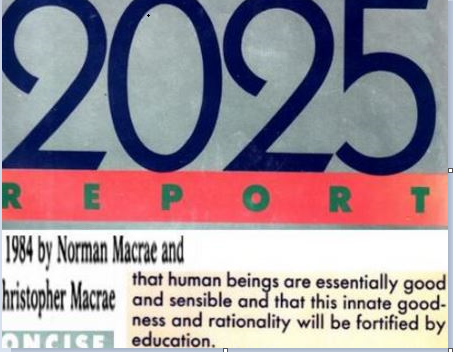 2025
REPORT
1984 by Norman Macrae and
hristopher Macrae
that human beings are essentially good
and sensible and that this innate good-
ness and rationality will be fortified by
education.
ONCISE